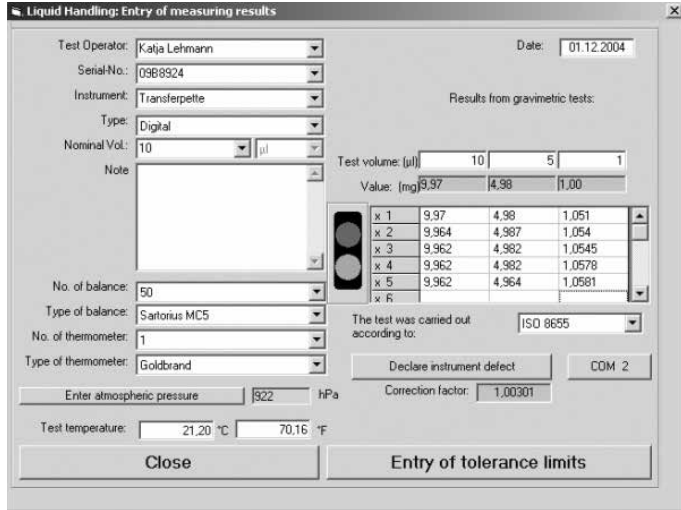 Liquid Handling: Entry of measuring results
Test Operator: Katja Lehmann
Date: 01.12.2004
Serial-No.: 09B8924
Instrument: Transferpette
Results from gravimetric tests:
Type: Digital
Nominal Vol.: 10 µl
Note
Test volume: (µl) 10 5 1
Value: (mg) 9,97 4,98 1,00
x 1 9,97 4,98 1,051
x 2 9,964 4,987 1,054
x 3 9,962 4,982 1,0545
x 4 9,962 4,982 1,0578
x 5 9,962 4,964 1,0581
x 6
No. of balance: 50
Type of balance: Sartorius MC5
The test was carried out
according to: ISO 8655
No. of thermometer: 1
Type of thermometer: Goldbrand
Declare instrument defect COM 2
Enter atmospheric pressure 922 hPa
Correction factor: 1,00301
Test temperature: 21,20 °C 70,16 °F
Close Entry of tolerance limits